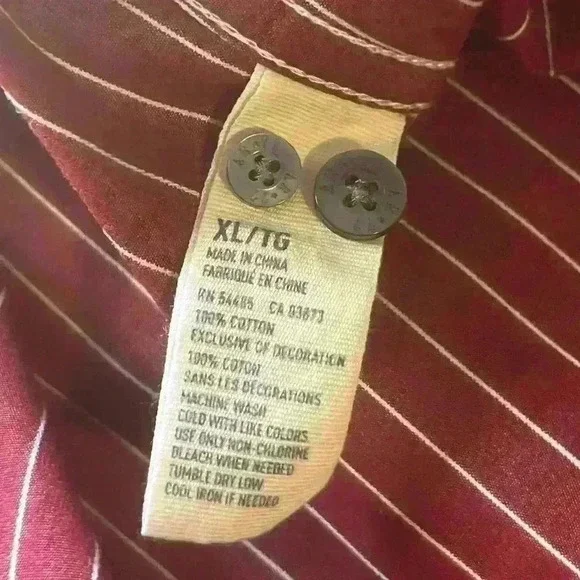 XL/TG
MADE IN CHINA
FABRIQUÉ EN CHINE
RN 54485 CA 03673
100% COTTON
EXCLUSIVE OF DECORATION
100% COTON
SANS LES DÉCORATIONS
MACHINE WASH
COLD WITH LIKE COLORS
USE ONLY NON-CHLORINE
BLEACH WHEN NEEDED
TUMBLE DRY LOW
COOL IRON IF NEEDED